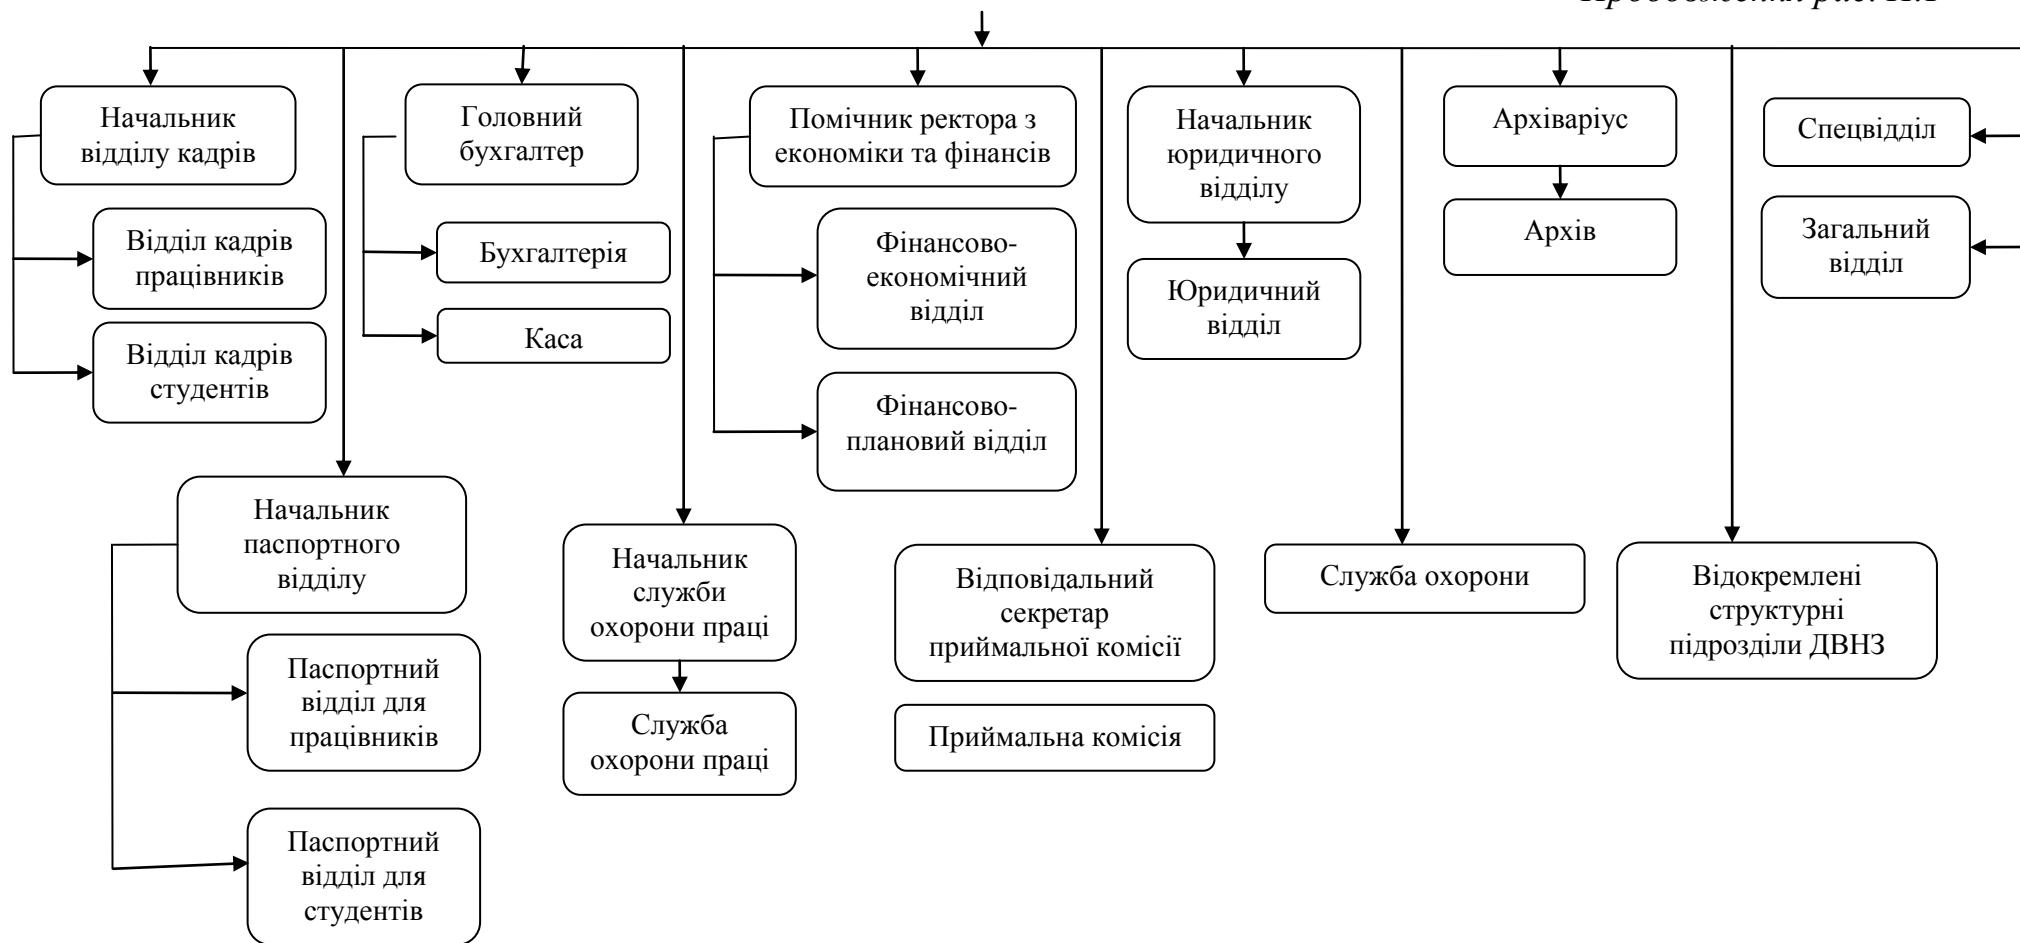 Начальник
відділу кадрів
Головний
бухгалтер
Помічник ректора з
економіки та фінансів
Начальник
юридичного
відділу
Архіваріус
Спецвідділ
Відділ кадрів
працівників
Бухгалтерія
Фінансово-
економічний
відділ
Юридичний
відділ
Архів
Загальний
відділ
Відділ кадрів
студентів
Каса
Фінансово-
плановий відділ
Начальник
паспортного
відділу
Начальник
служби
охорони праці
Відповідальний
секретар
приймальної комісії
Служба охорони
Відокремлені
структурні
підрозділи ДВНЗ
Паспортний
відділ для
працівників
Служба
охорони праці
Приймальна комісія
Паспортний
відділ для
студентів